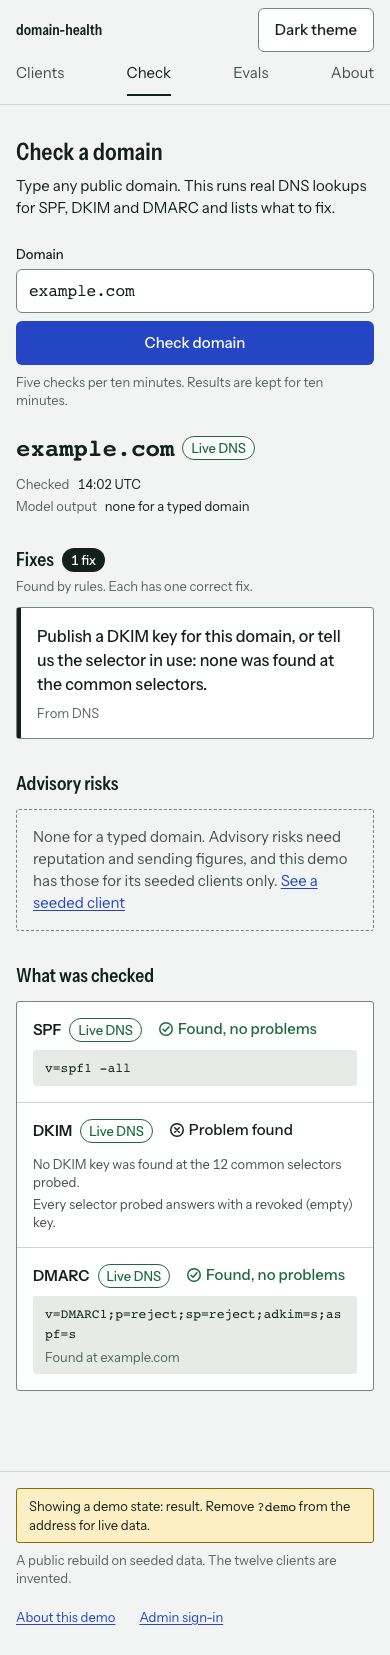 domain-health
Dark theme
Clients Check Evals About
Check a domain
Type any public domain. This runs real DNS lookups
for SPF, DKIM and DMARC and lists what to fix.
Domain
example.com
Check domain
Five checks per ten minutes. Results are kept for ten
minutes.
example.com Live DNS
Checked 14:02 UTC
Model output none for a typed domain
Fixes 1 fix
Found by rules. Each has one correct fix.
Publish a DKIM key for this domain, or tell
us the selector in use: none was found at
the common selectors.
From DNS
Advisory risks
None for a typed domain. Advisory risks need
reputation and sending figures, and this demo
has those for its seeded clients only. See a
seeded client
What was checked
SPF Live DNS Found, no problems
v=spf1 -all
DKIM Live DNS Problem found
No DKIM key was found at the 12 common selectors
probed.
Every selector probed answers with a revoked (empty)
key.
DMARC Live DNS Found, no problems
v=DMARC1;p=reject;sp=reject;adkim=s;as
pf=s
Found at example.com
Showing a demo state: result. Remove ?demo from the
address for live data.
A public rebuild on seeded data. The twelve clients are
invented.
About this demo Admin sign-in